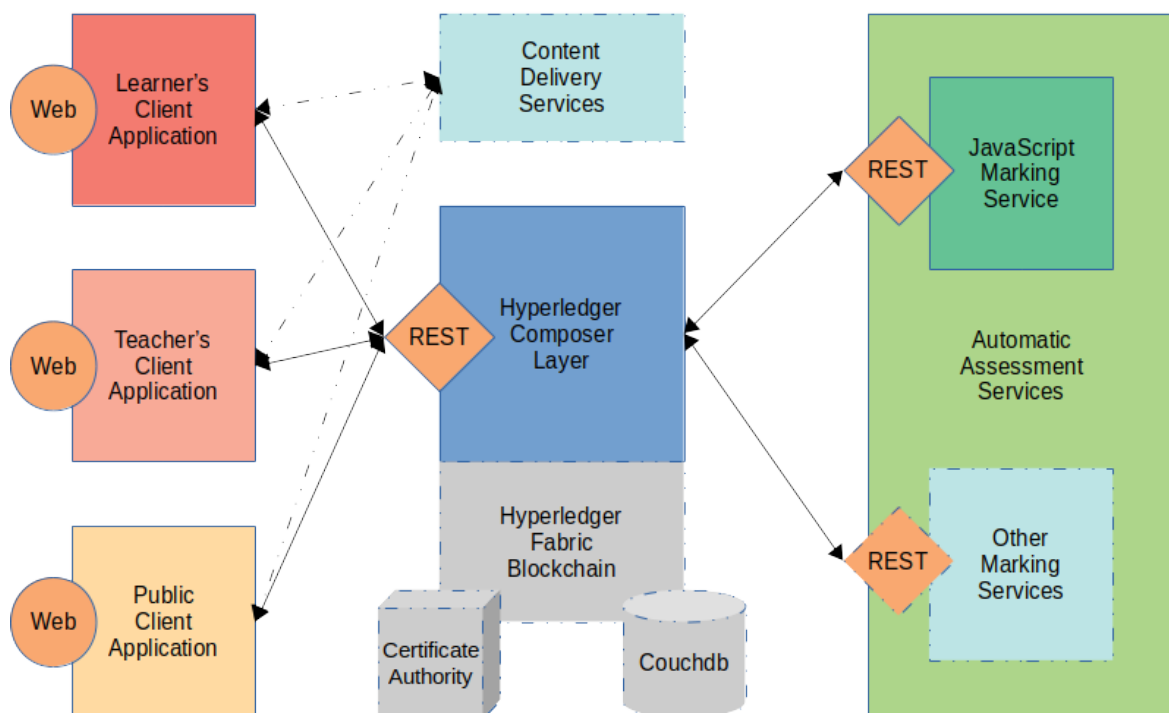 Web
Learner's
Client
Application
Content
Delivery
Services
REST
JavaScript
Marking
Service
Web
Teacher's
Client
Application
REST
Hyperledger
Composer
Layer
Automatic
Assessment
Services
Web
Public
Client
Application
Hyperledger
Fabric
Blockchain
Certificate
Authority
Couchdb
REST
Other
Marking
Services